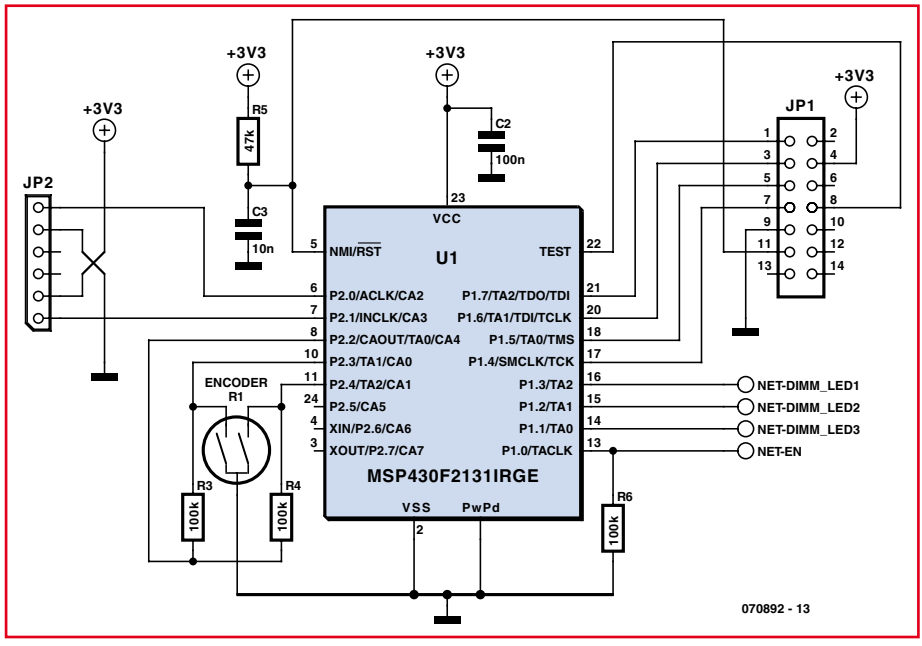 +3V3
+3V3
+3V3
+3V3
R5
47k
C2
100n
JP1
JP2
C3
10n
1
2
3
4
5
6
7
8
9
10
11
12
13
14
23
VCC
U1
5
NMI/RST
TEST
22
6
P2.0/ACLK/CA2
P1.7/TA2/TDO/TDI
21
7
P2.1/INCLK/CA3
P1.6/TA1/TDI/TCLK
20
8
P2.2/CAOUT/TA0/CA4
P1.5/TA0/TMS
18
10
P2.3/TA1/CA0
P1.4/SMCLK/TCK
17
11
P2.4/TA2/CA1
P1.3/TA2
16
NET-DIMM_LED1
24
P2.5/CA5
P1.2/TA1
15
NET-DIMM_LED2
4
XIN/P2.6/CA6
P1.1/TA0
14
NET-DIMM_LED3
3
XOUT/P2.7/CA7
P1.0/TACLK
13
NET-EN
MSP430F2131IRGE
VSS
PwPd
2
ENCODER
R1
R3
100k
R4
100k
R6
100k
070892 - 13